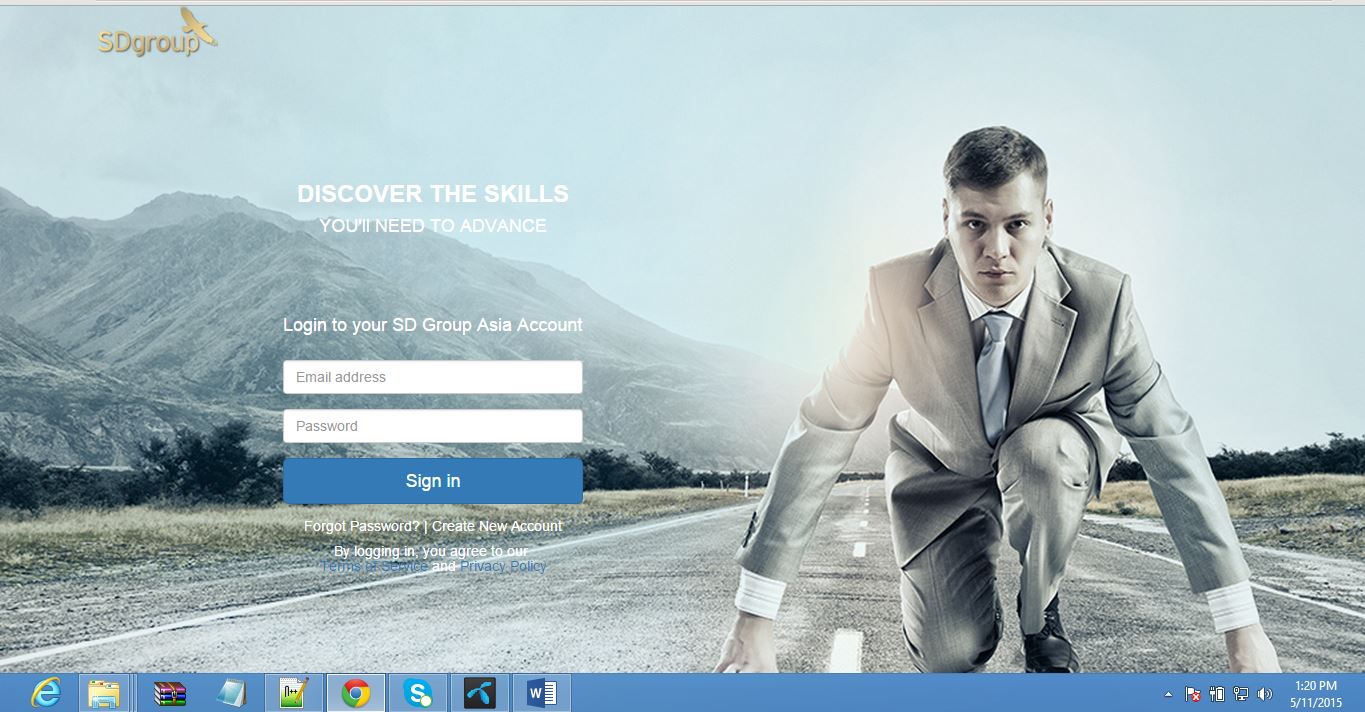 SDgroup
DISCOVER THE SKILLS
YOU'll NEED TO ADVANCE
Login to your SD Group Asia Account
Email address
Password
Sign in
Forgot Password? | Create New Account
By logging in, you agree to our
Terms of Service and Privacy Policy
1:20 PM
5/11/2015